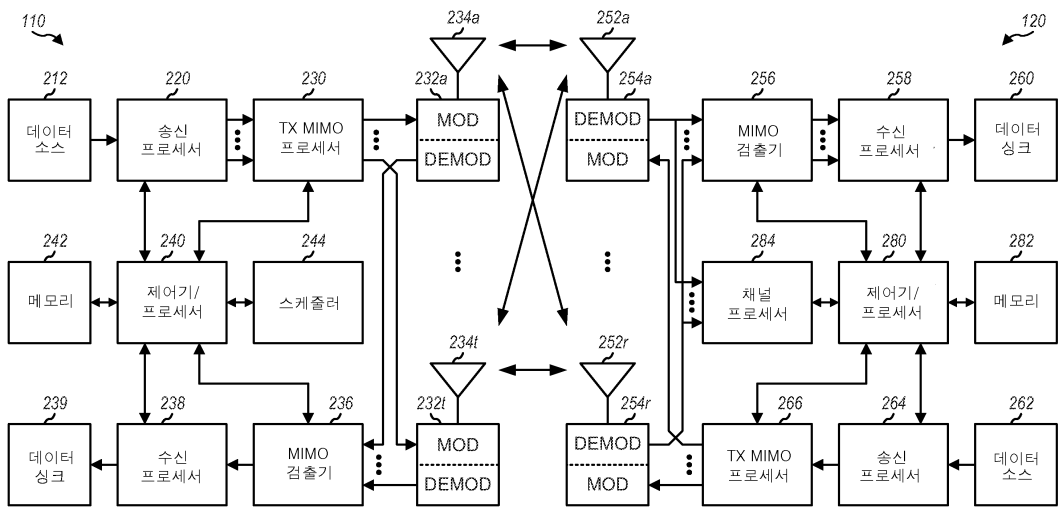 110
234a
252a
120
212
220
230
232a
254a
256
258
260
데이터
소스
송신
프로세서
TX MIMO
프로세서
MOD
DEMOD
DEMOD
MOD
MIMO
검출기
수신
프로세서
데이터
싱크
242
240
244
284
280
282
메모리
제어기/
프로세서
스케줄러
채널
프로세서
제어기/
프로세서
메모리
234t
252r
239
238
236
232t
254r
266
264
262
데이터
싱크
수신
프로세서
MIMO
검출기
MOD
DEMOD
DEMOD
MOD
TX MIMO
프로세서
송신
프로세서
데이터
소스